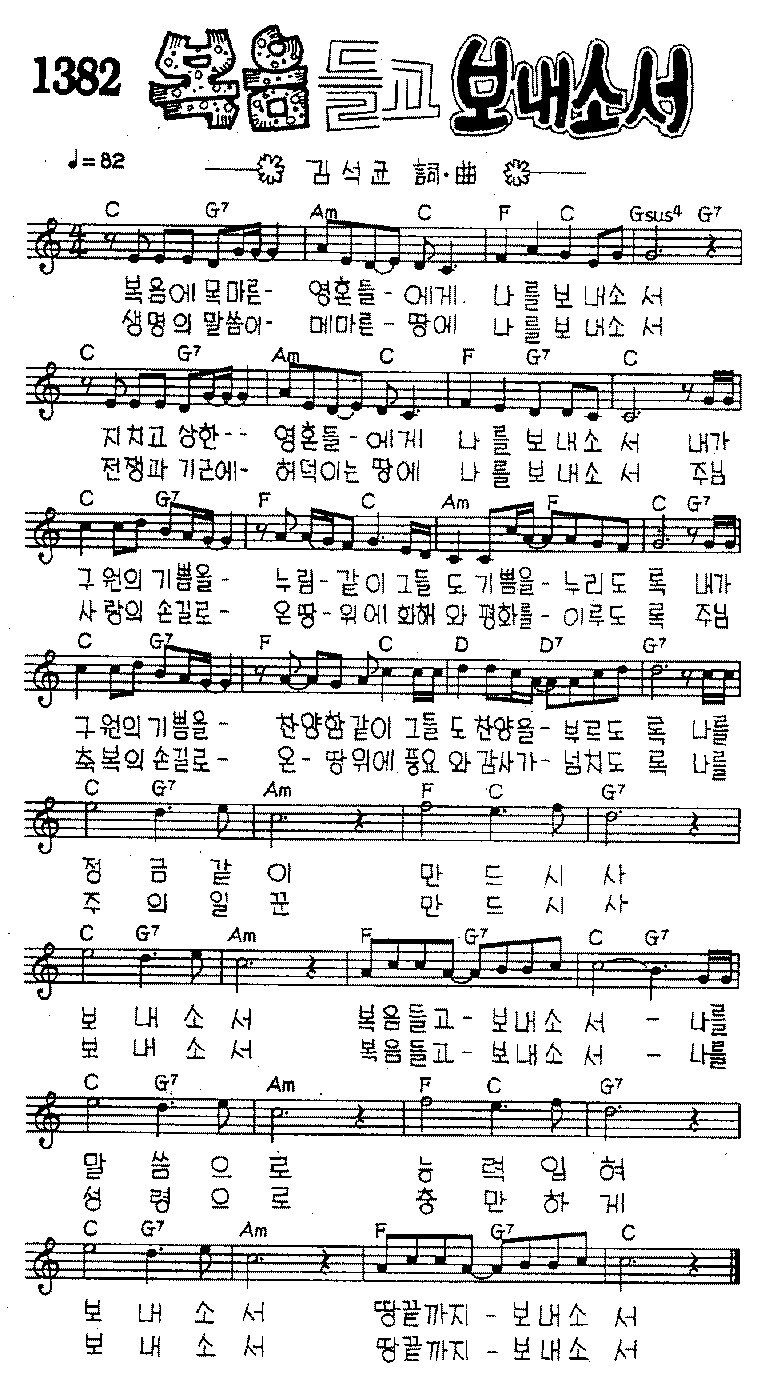 1382 복음 들고 보내소서
♩=82
김석균 詞·曲
C G7 Am C F C Gsus4 G7
복음에 목마른- 영혼들-에게. 나를보내소서
생명의 말씀이- 메마른-땅에 나를보내소서
C G7 Am C F G7 C
지치고 상한-- 영혼들-에게 나를보내소서 내가
전쟁과 기근에- 허덕이는 땅에 나를보내소서 주님
C G7 F C Am F C G7
구원의 기쁨을- 누림-같이 그들도 기쁨을-누리도록 내가
사랑의 손길로- 온땅-위에 화해와 평화를-이루도록 주님
C G7 F C D D7 G7
구원의 기쁨을- 찬양함같이 그들도 찬양을-부르도록 나를
축복의 손길로- 온-땅위에 풍요와 감사가-넘치도록 나를
C G7 Am F C G7
정금같이 만드시사
주의일꾼 만드시사
C G7 Am F G7 C G7
보내소서 복음들고-보내소서 - 나를
보내소서 복음들고-보내소서 - 나를
C G7 Am F C G7
말씀으로 능력입혀
성령으로 충만하게
C G7 Am F G7 C
보내소서 땅끝까지-보내소서
보내소서 땅끝까지-보내소서